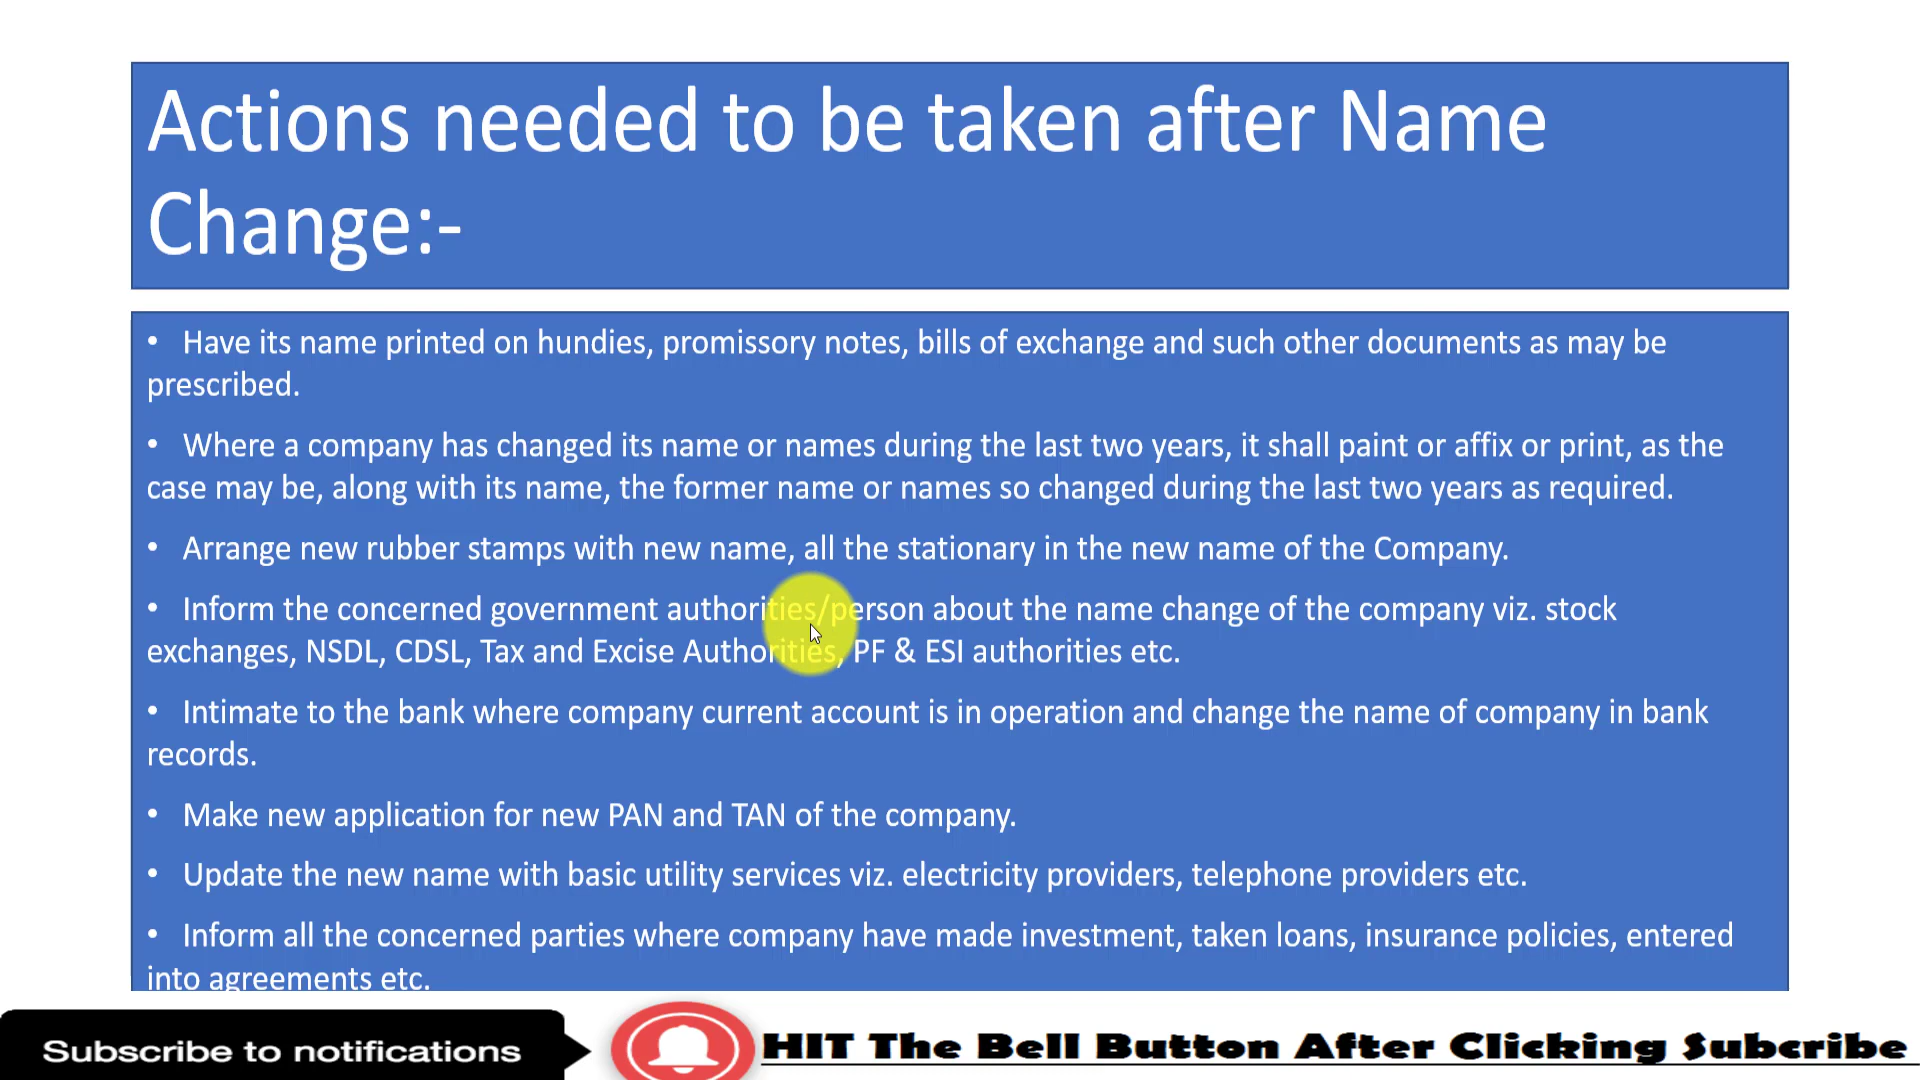 Actions needed to be taken after Name
Change:-
• Have its name printed on hundies, promissory notes, bills of exchange and such other documents as may be
prescribed.
• Where a company has changed its name or names during the last two years, it shall paint or affix or print, as the
case may be, along with its name, the former name or names so changed during the last two years as required.
• Arrange new rubber stamps with new name, all the stationary in the new name of the Company.
• Inform the concerned government authorities/person about the name change of the company viz. stock
exchanges, NSDL, CDSL, Tax and Excise Authorities, PF & ESI authorities etc.
• Intimate to the bank where company current account is in operation and change the name of company in bank
records.
• Make new application for new PAN and TAN of the company.
• Update the new name with basic utility services viz. electricity providers, telephone providers etc.
• Inform all the concerned parties where company have made investment, taken loans, insurance policies, entered
into agreements etc.
Subscribe to notifications
HIT The Bell Button After Clicking Subcribe